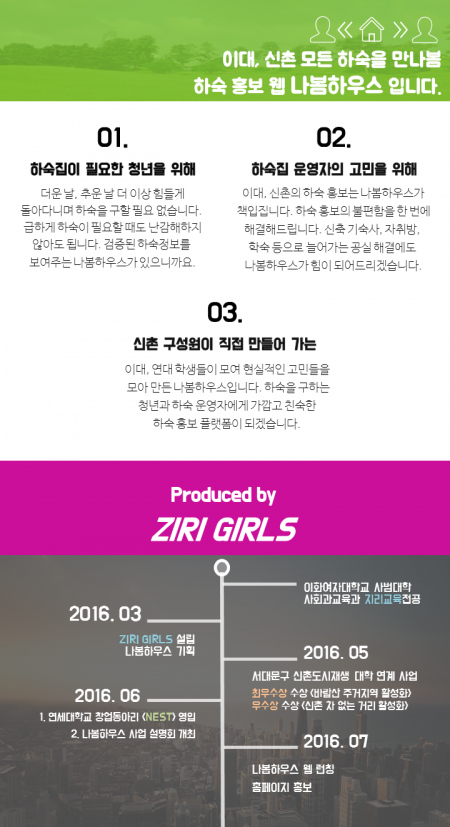 이대, 신촌 모든 하숙을 만나봄
하숙 홍보 웹 나봄하우스 입니다.
01.
하숙집이 필요한 청년을 위해
더운 날, 추운 날 더 이상 힘들게
돌아다니며 하숙을 구할 필요 없습니다.
급하게 하숙이 필요할 때도 난감해하지
않아도 됩니다. 검증된 하숙정보를
보여주는 나봄하우스가 있으니까요.
02.
하숙집 운영자의 고민을 위해
이대, 신촌의 하숙 홍보는 나봄하우스가
책임집니다. 하숙 홍보의 불편함을 한 번에
해결해드립니다. 신축 기숙사, 자취방,
학숙 등으로 늘어가는 공실 해결에도
나봄하우스가 힘이 되어드리겠습니다.
03.
신촌 구성원이 직접 만들어 가는
이대, 연대 학생들이 모여 현실적인 고민들을
모아 만든 나봄하우스입니다. 하숙을 구하는
청년과 하숙 운영자에게 가깝고 친숙한
하숙 홍보 플랫폼이 되겠습니다.
Produced by
ZIRI GIRLS
이화여자대학교 사범대학
사회과교육과 지리교육전공
2016. 03
ZIRI GIRLS 설립
나봄하우스 기획
2016. 05
서대문구 신촌도시재생 대학 연계 사업
최우수상 수상 <바람산 주거지역 활성화>
우수상 수상 <신촌 차 없는 거리 활성화>
2016. 06
1. 연세대학교 창업동아리 <NEST> 영입
2. 나봄하우스 사업 설명회 개최
2016. 07
나봄하우스 웹 런칭
홈페이지 홍보